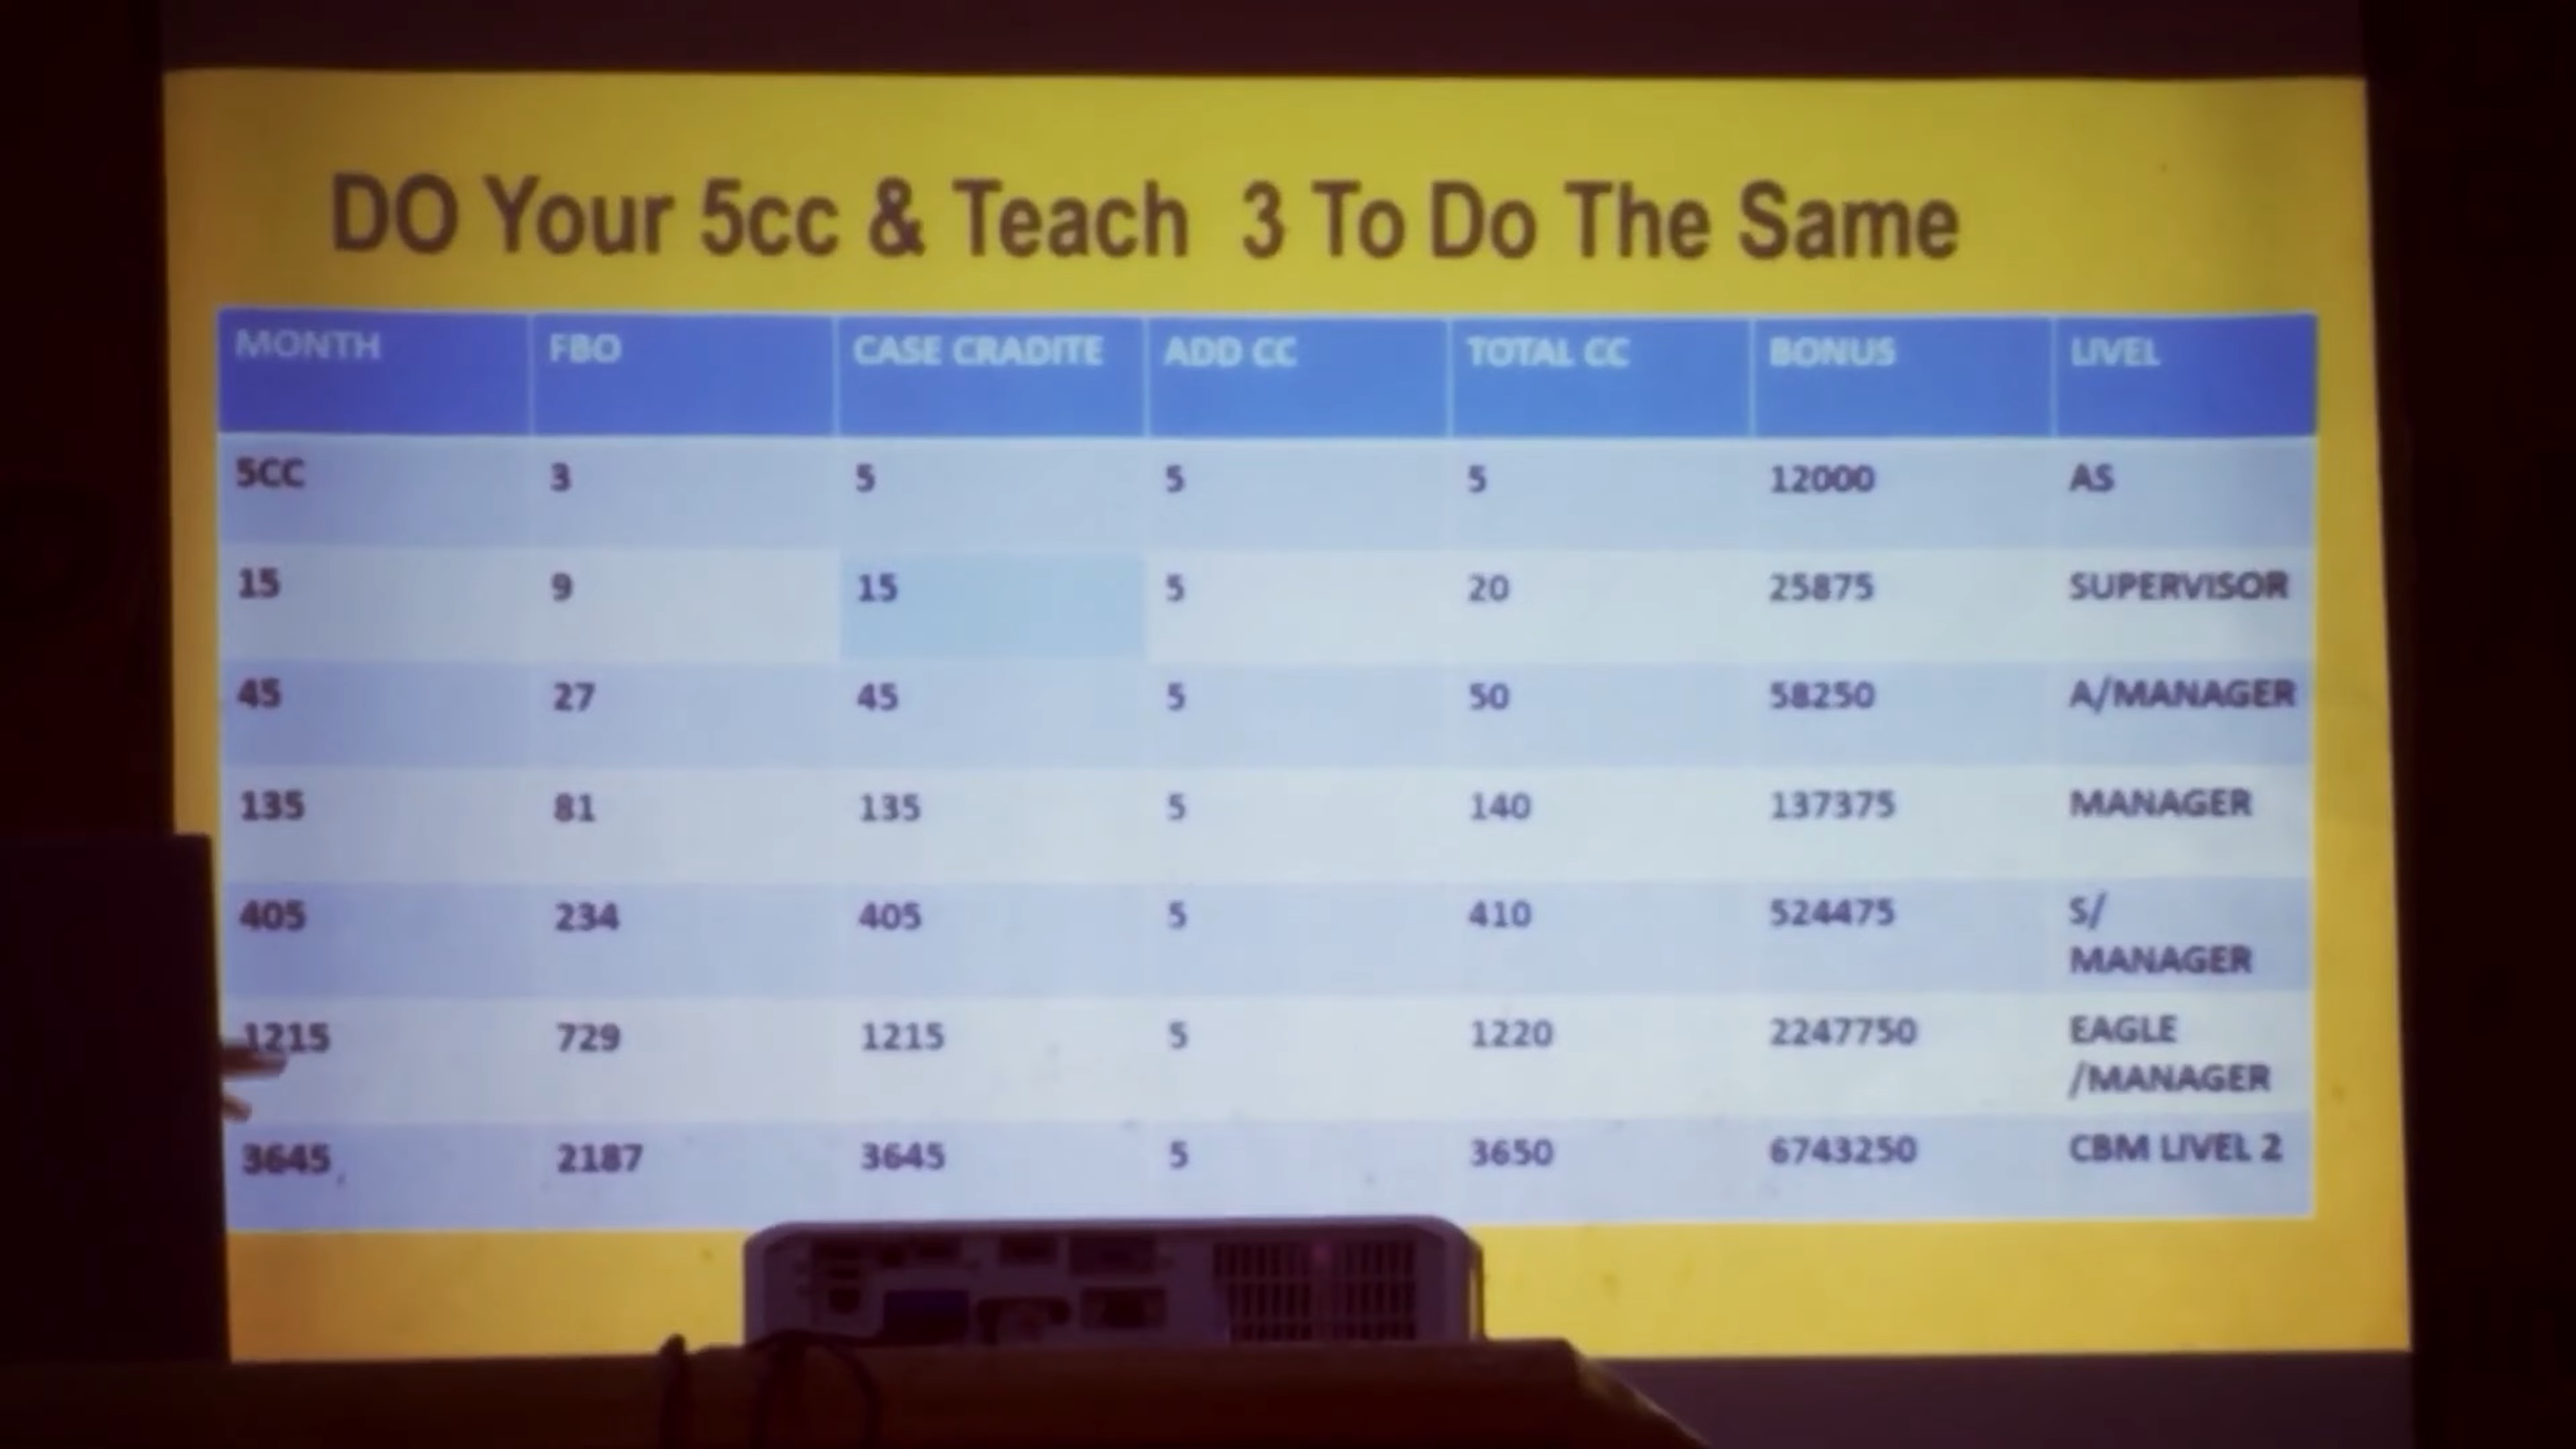 DO Your 5cc & Teach 3 To Do The Same
MONTH FBO CASE CRADITE ADD CC TOTAL CC BONUS LIVEL
5CC 3 5 5 5 12000 AS
15 9 15 5 20 25875 SUPERVISOR
45 27 45 5 50 58250 A/MANAGER
135 81 135 5 140 137375 MANAGER
405 234 405 5 410 524475 S/
MANAGER
1215 729 1215 5 1220 2247750 EAGLE
/MANAGER
3645 2187 3645 5 3650 6743250 CBM LIVEL 2